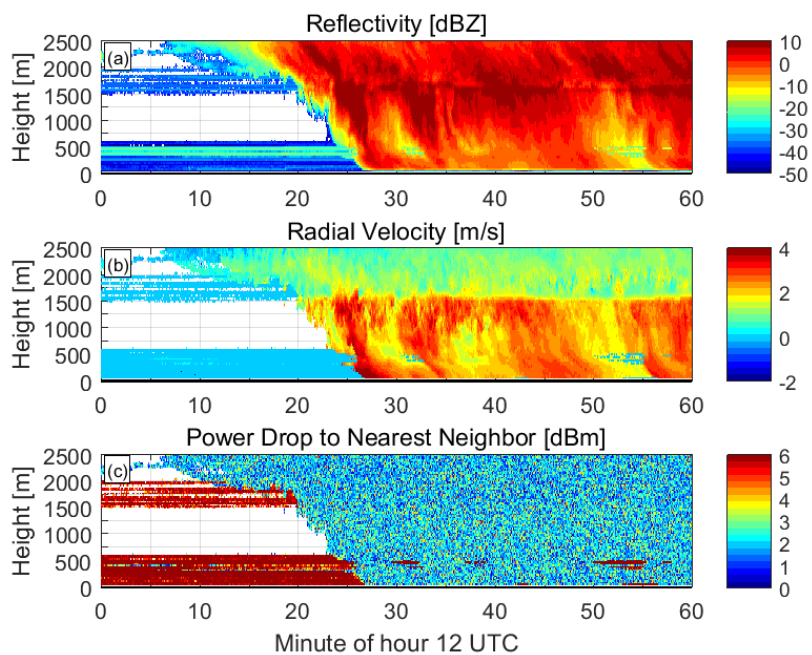 Reflectivity [dBZ]
(a)
Height [m]
2500
2000
1500
1000
500
0
0 10 20 30 40 50 60
10
0
-10
-20
-30
-40
-50
Radial Velocity [m/s]
(b)
Height [m]
2500
2000
1500
1000
500
0
0 10 20 30 40 50 60
4
2
0
-2
Power Drop to Nearest Neighbor [dBm]
(c)
Height [m]
2500
2000
1500
1000
500
0
0 10 20 30 40 50 60
6
5
4
3
2
1
0
Minute of hour 12 UTC